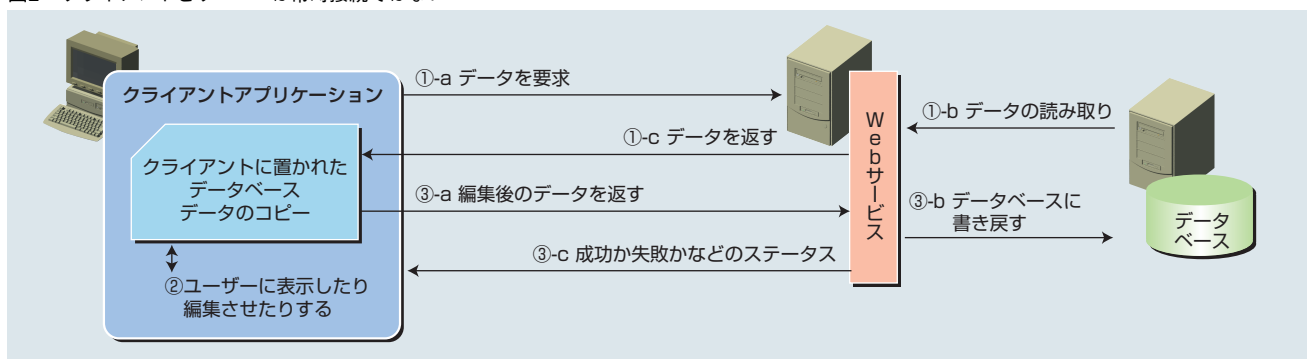 クライアントアプリケーション
クライアントに置かれた
データベース
データのコピー
②ユーザーに表示したり
編集させたりする
①-a データを要求
①-c データを返す
③-a 編集後のデータを返す
③-c 成功か失敗かなどのステータス
Webサービス
①-b データの読み取り
③-b データベースに
書き戻す
データ
ベース